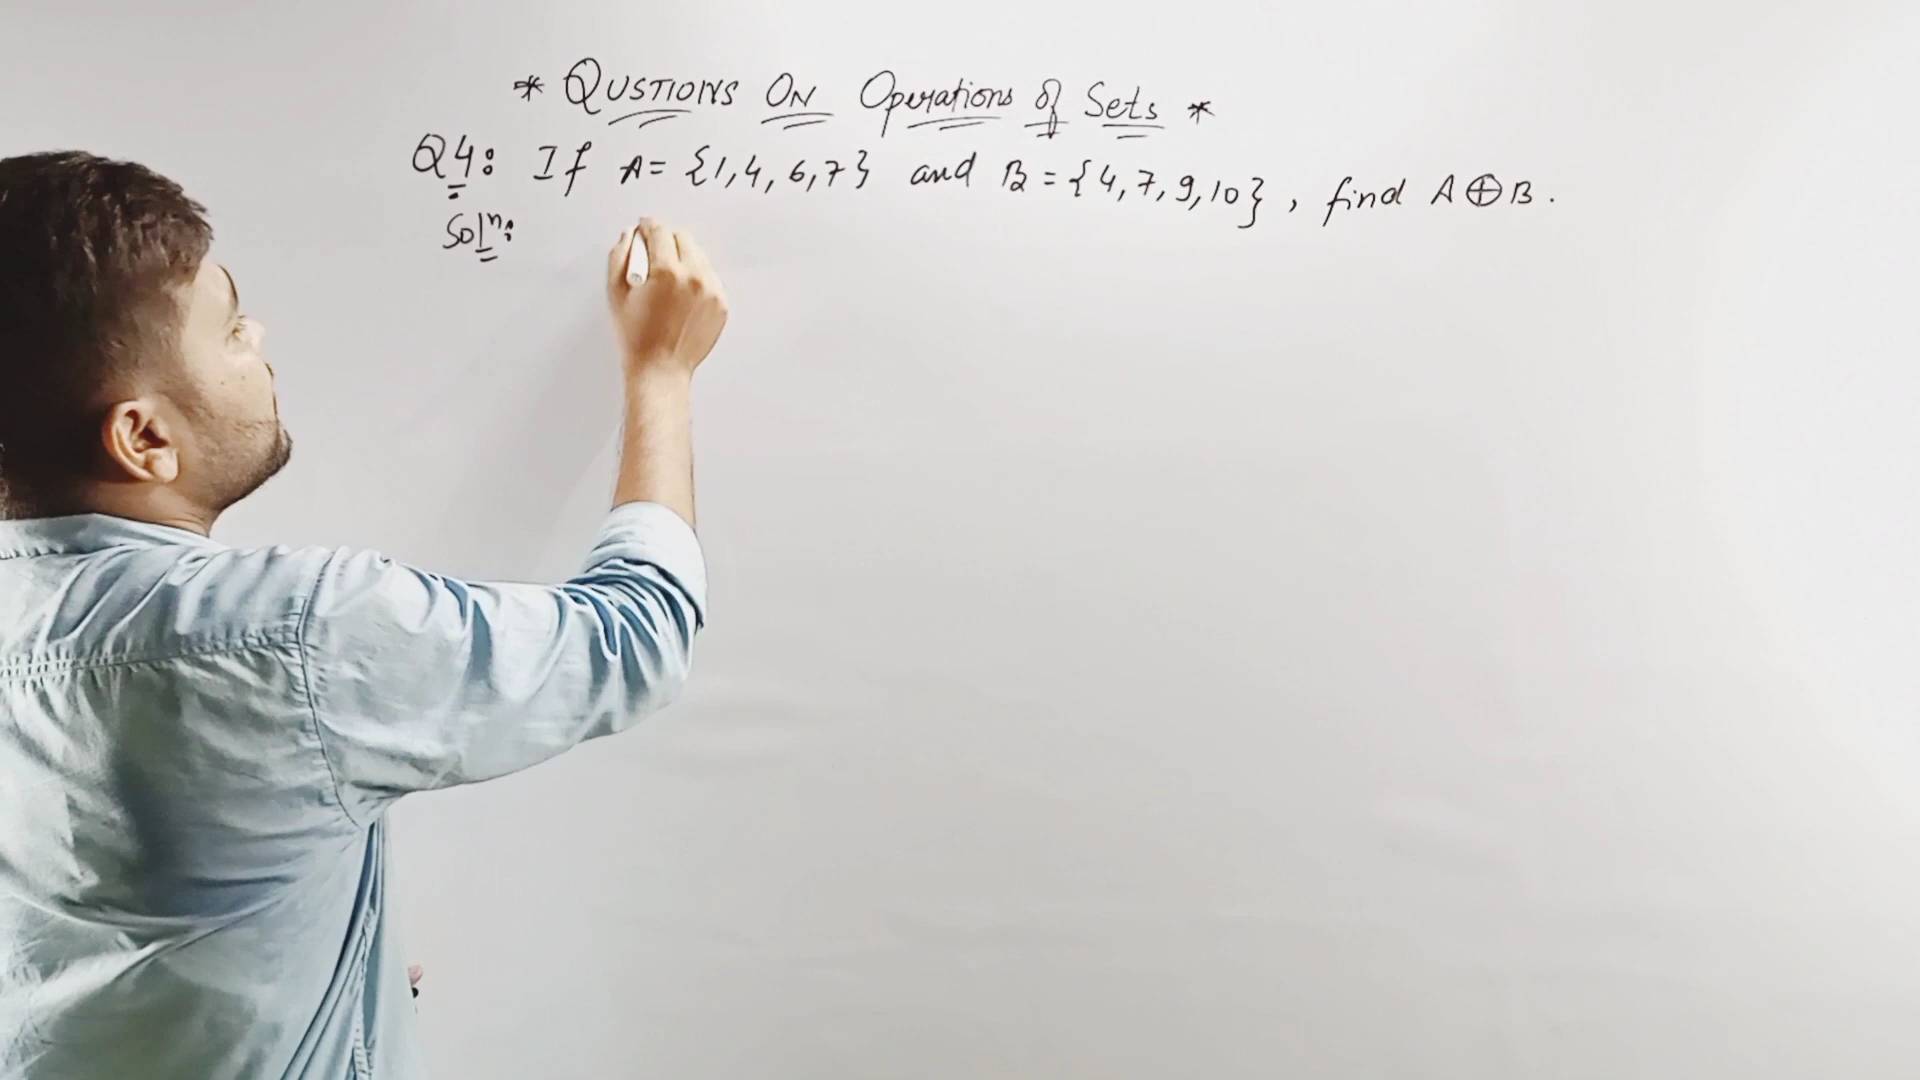 * QUSTIONS ON Operations of Sets *
Q4: If A = {1, 4, 6, 7} and B = {4, 7, 9, 10}, find A ⊕ B.
Solⁿ: